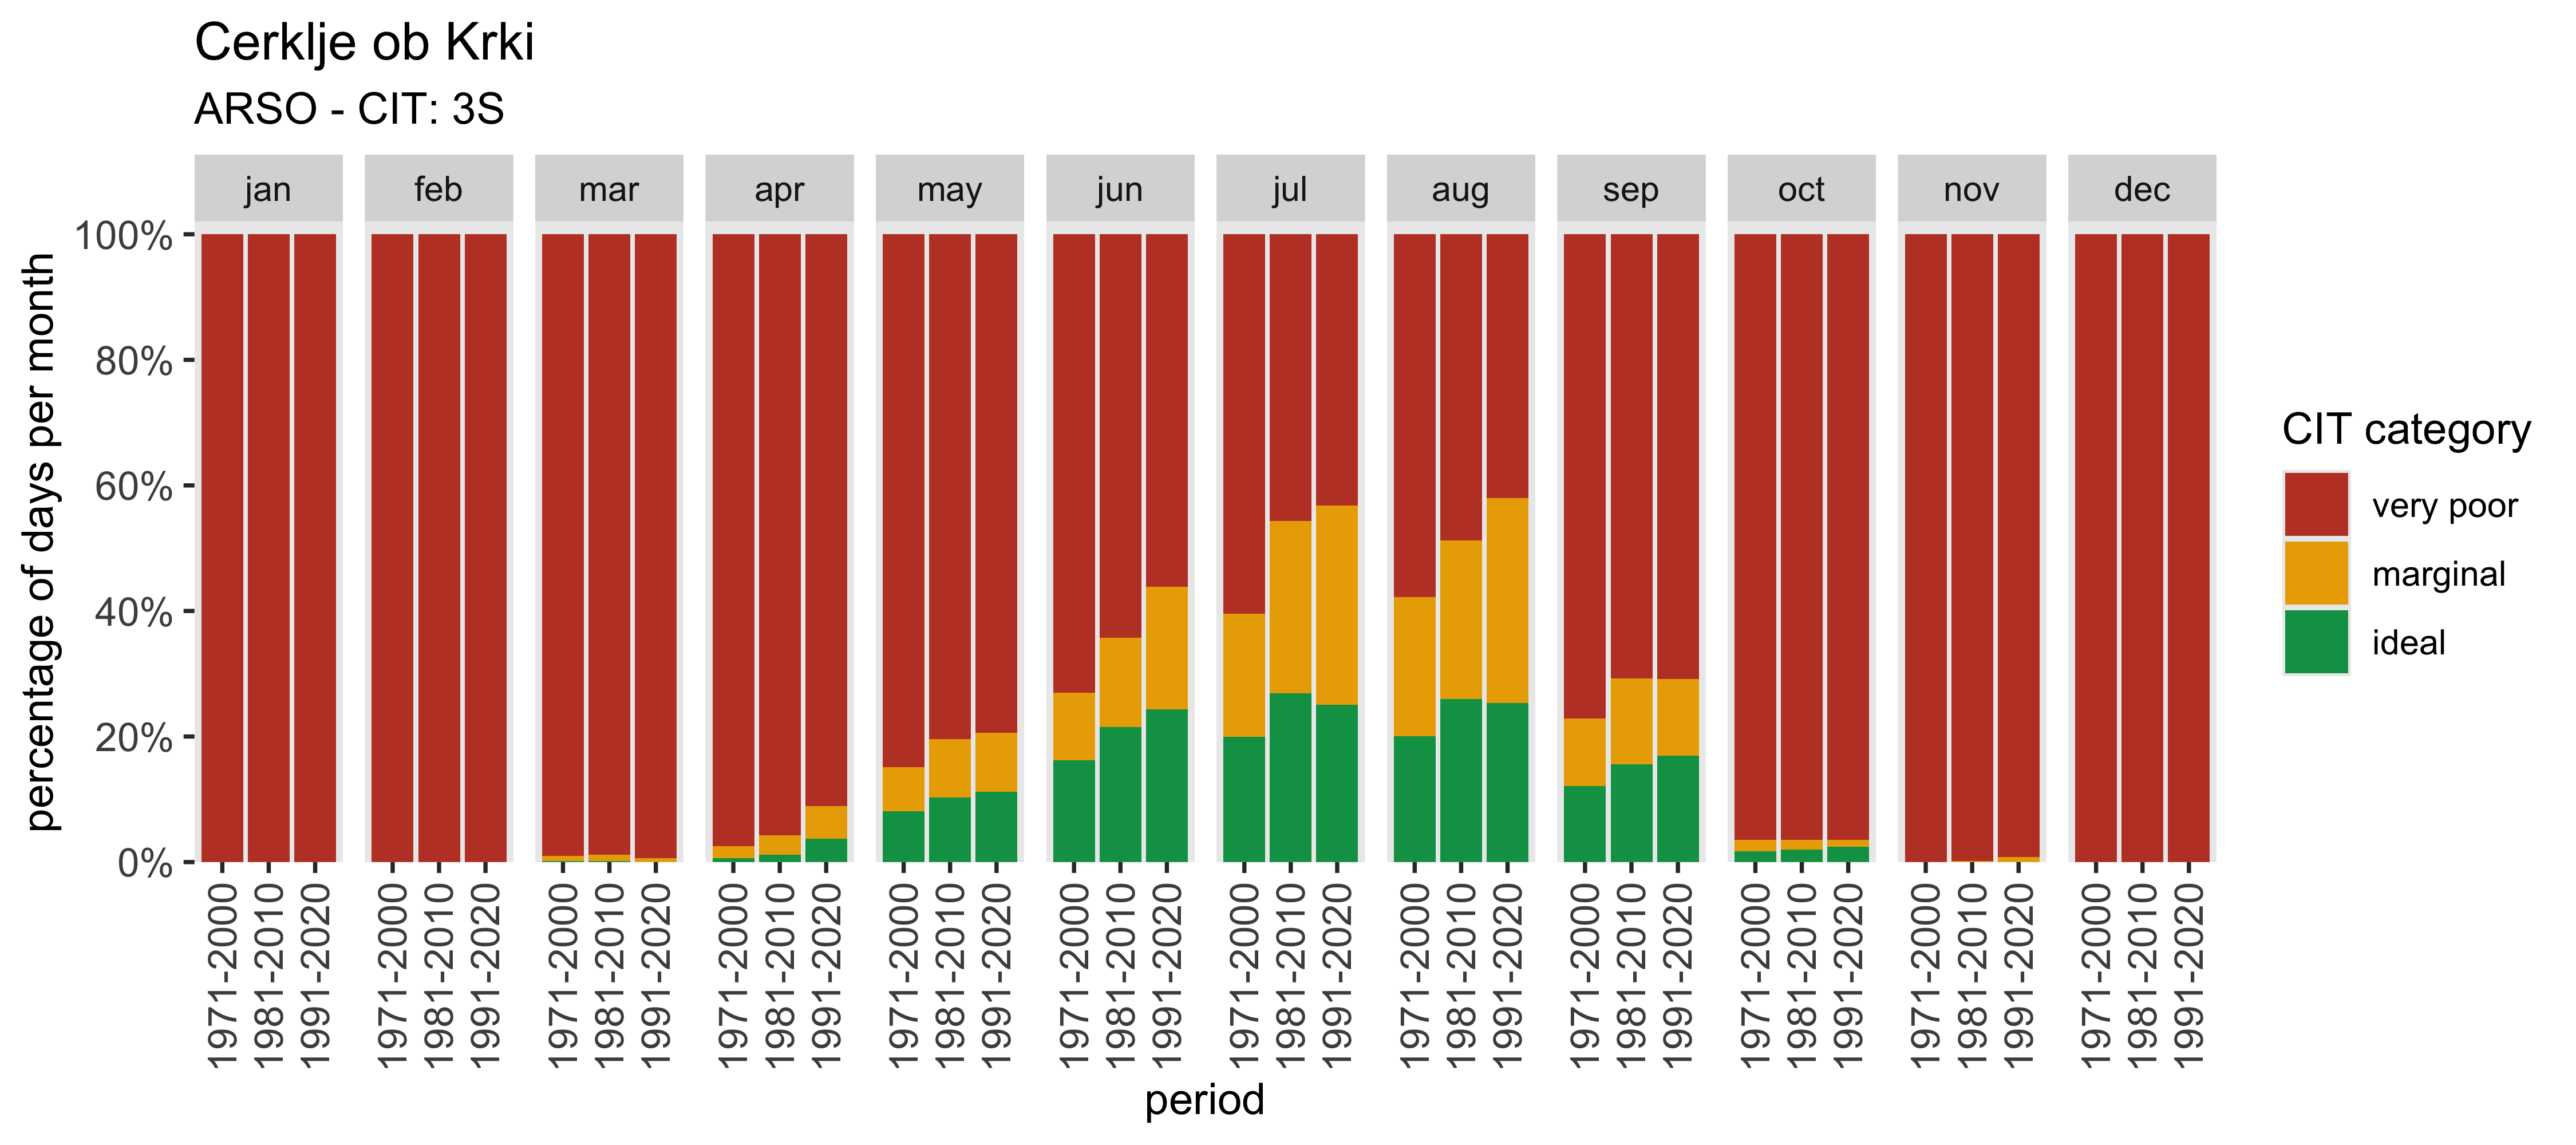 Cerklje ob Krki
ARSO - CIT: 3S
jan feb mar apr may jun jul aug sep oct nov dec
percentage of days per month
100%
80%
60%
40%
20%
0%
1971-2000 1981-2010 1991-2020 1971-2000 1981-2010 1991-2020 1971-2000 1981-2010 1991-2020 1971-2000 1981-2010 1991-2020 1971-2000 1981-2010 1991-2020 1971-2000 1981-2010 1991-2020 1971-2000 1981-2010 1991-2020 1971-2000 1981-2010 1991-2020 1971-2000 1981-2010 1991-2020 1971-2000 1981-2010 1991-2020 1971-2000 1981-2010 1991-2020 1971-2000 1981-2010 1991-2020
period
CIT category
very poor
marginal
ideal